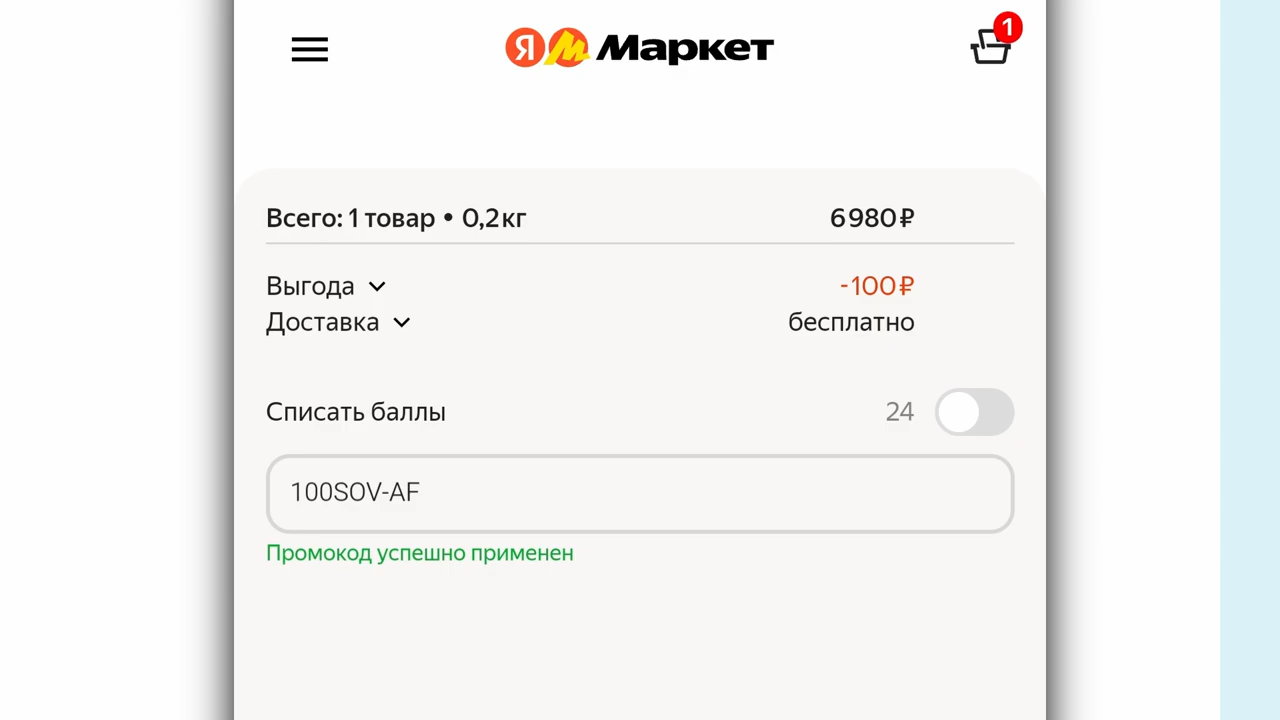 Я М Маркет
1
Всего: 1 товар • 0,2 кг 6 980 ₽
Выгода -100 ₽
Доставка бесплатно
Списать баллы 24
100SOV-AF
Промокод успешно применен